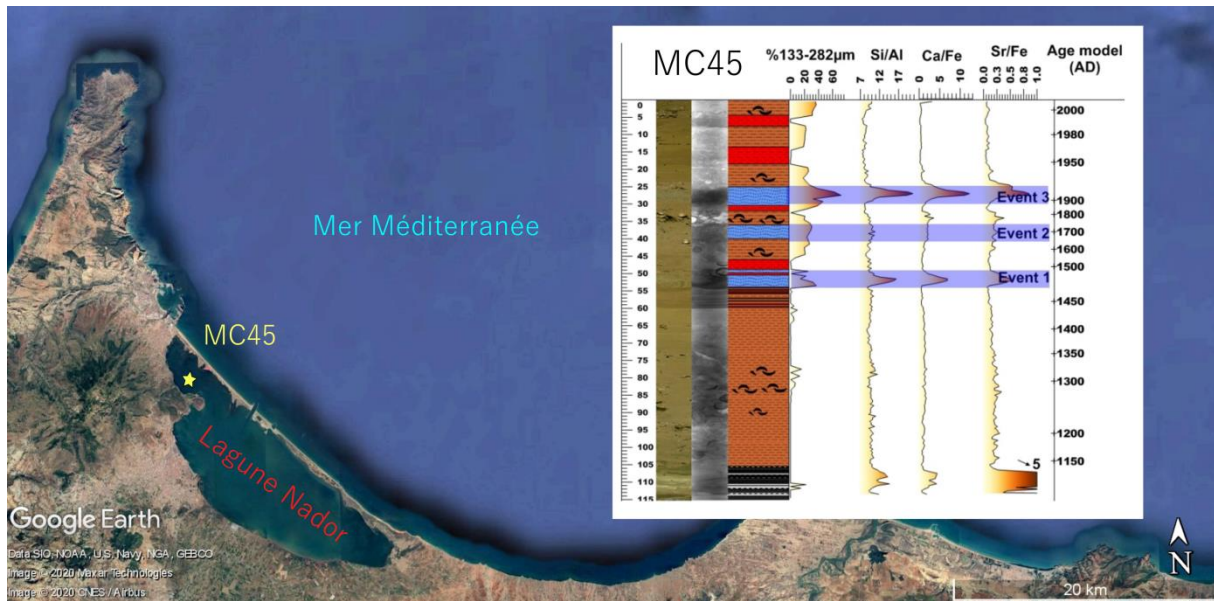 MC45 %133-282µm Si/Al Ca/Fe Sr/Fe Age model
(AD)
0 20 40 60 7 12 17 0 5 10 0.0 0.3 0.5 0.8 1.0
0
5
10
15
20
25
30
35
40
45
50
55
60
65
70
75
80
85
90
95
100
105
110
115
2000
1980
1950
Event 3
1900
1800
Event 2
1700
1600
1500
Event 1
1450
1400
1350
1300
1200
1150
5
Mer Méditerranée
MC45
Lagune Nador
Google Earth
Data SIO, NOAA, U.S. Navy, NGA, GEBCO
Image © 2020 Maxar Technologies
Image © 2020 CNES / Airbus
N
20 km